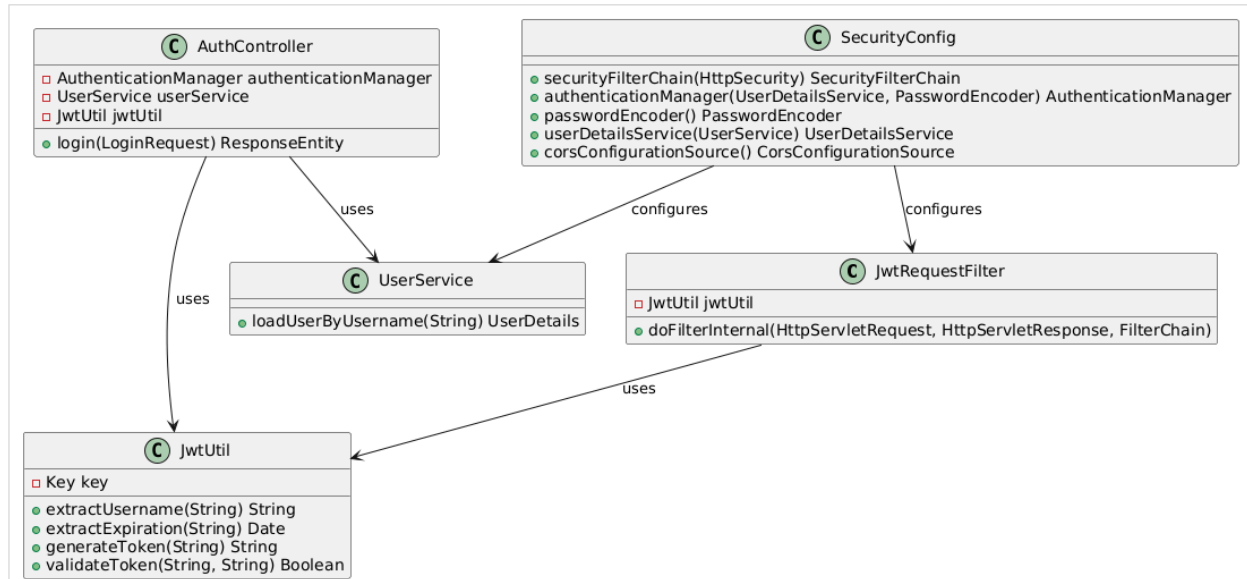 C AuthController
AuthenticationManager authenticationManager
UserService userService
JwtUtil jwtUtil
login(LoginRequest) ResponseEntity
C SecurityConfig
securityFilterChain(HttpSecurity) SecurityFilterChain
authenticationManager(UserDetailsService, PasswordEncoder) AuthenticationManager
passwordEncoder() PasswordEncoder
userDetailsService(UserService) UserDetailsService
corsConfigurationSource() CorsConfigurationSource
uses
configures
configures
C UserService
loadUserByUsername(String) UserDetails
C JwtRequestFilter
JwtUtil jwtUtil
doFilterInternal(HttpServletRequest, HttpServletResponse, FilterChain)
uses
uses
C JwtUtil
Key key
extractUsername(String) String
extractExpiration(String) Date
generateToken(String) String
validateToken(String, String) Boolean